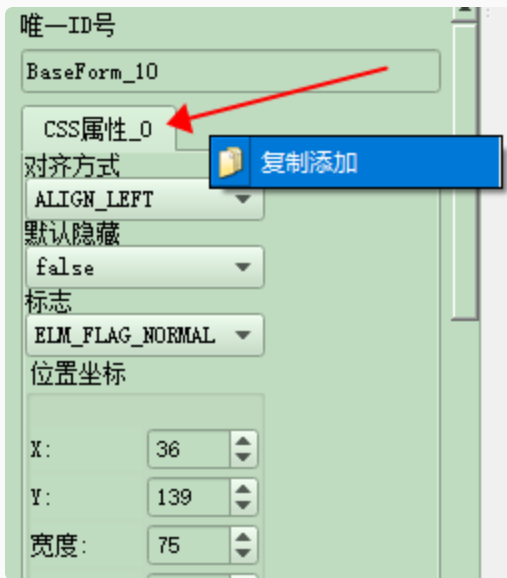 唯一ID号
BaseForm_10
CSS属性_0
复制添加
对齐方式
ALIGN_LEFT
默认隐藏
false
标志
ELM_FLAG_NORMAL
位置坐标
X: 36
Y: 139
宽度: 75